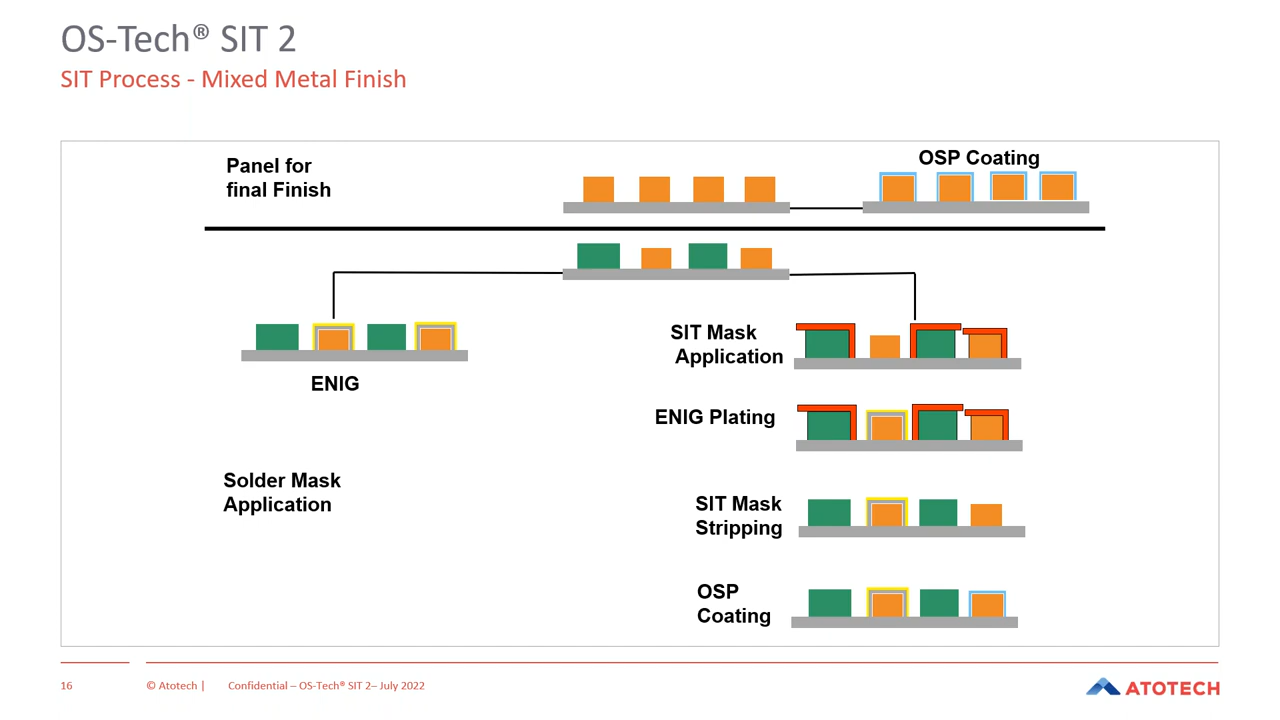 OS-Tech® SIT 2
SIT Process - Mixed Metal Finish
Panel for
final Finish
OSP Coating
SIT Mask
Application
ENIG
ENIG Plating
Solder Mask
Application
SIT Mask
Stripping
OSP
Coating
16
© Atotech |
Confidential – OS-Tech® SIT 2– July 2022
ATOTECH